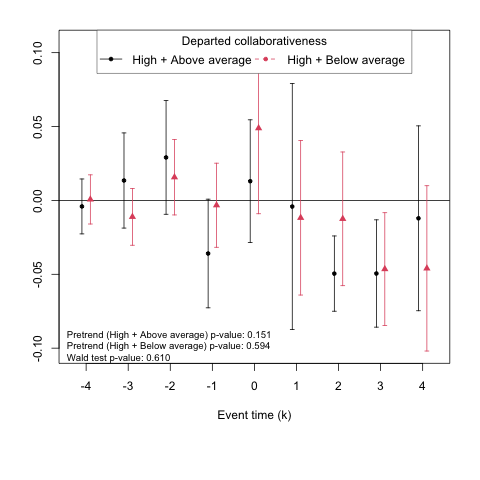 Departed collaborativeness
High + Above average High + Below average
0.10
0.05
0.00
-0.05
-0.10
Pretrend (High + Above average) p-value: 0.151
Pretrend (High + Below average) p-value: 0.594
Wald test p-value: 0.610
-4 -3 -2 -1 0 1 2 3 4
Event time (k)